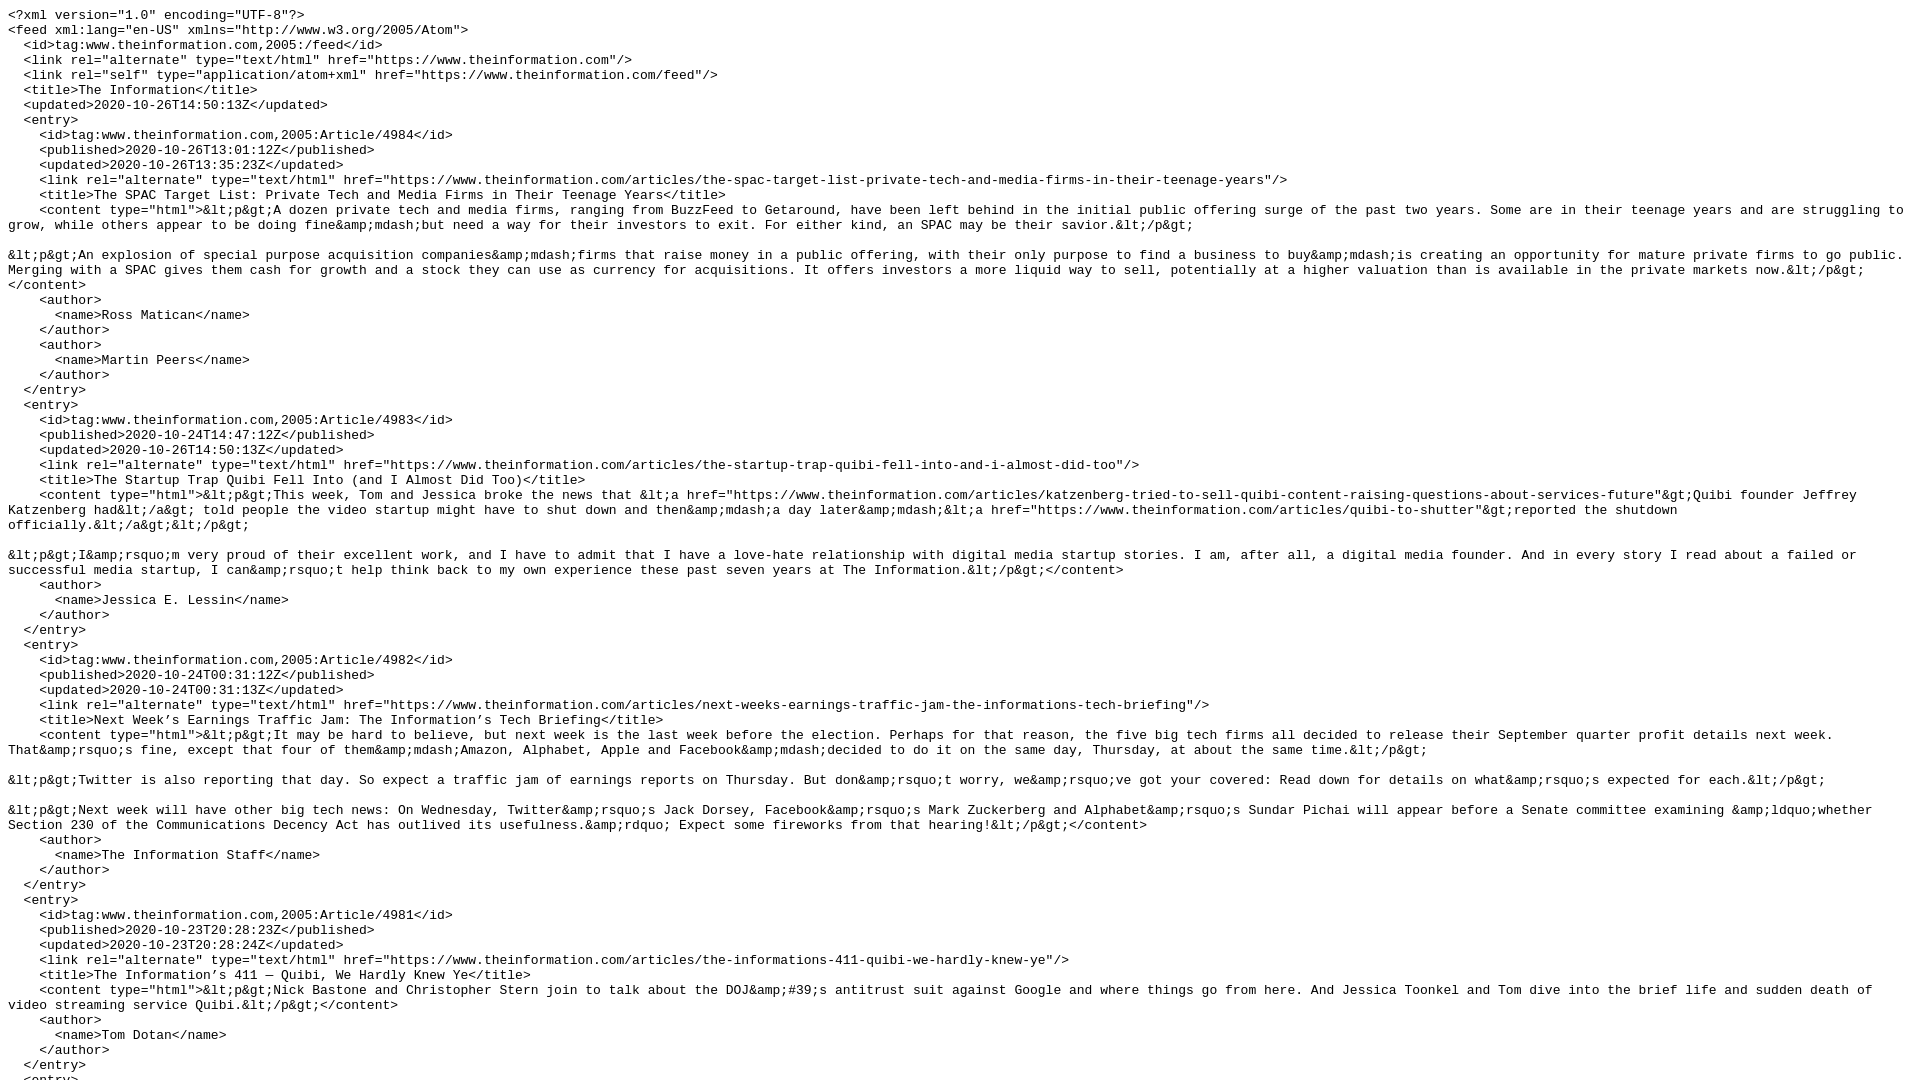 <?xml version="1.0" encoding="UTF-8"?>
<feed xml:lang="en-US" xmlns="http://www.w3.org/2005/Atom">
  <id>tag:www.theinformation.com,2005:/feed</id>
  <link rel="alternate" type="text/html" href="https://www.theinformation.com"/>
  <link rel="self" type="application/atom+xml" href="https://www.theinformation.com/feed"/>
  <title>The Information</title>
  <updated>2020-10-26T14:50:13Z</updated>
  <entry>
    <id>tag:www.theinformation.com,2005:Article/4984</id>
    <published>2020-10-26T13:01:12Z</published>
    <updated>2020-10-26T13:35:23Z</updated>
    <link rel="alternate" type="text/html" href="https://www.theinformation.com/articles/the-spac-target-list-private-tech-and-media-firms-in-their-teenage-years"/>
    <title>The SPAC Target List: Private Tech and Media Firms in Their Teenage Years</title>
    <content type="html">&lt;p&gt;A dozen private tech and media firms, ranging from BuzzFeed to Getaround, have been left behind in the initial public offering surge of the past two years. Some are in their teenage years and are struggling to
grow, while others appear to be doing fine&amp;mdash;but need a way for their investors to exit. For either kind, an SPAC may be their savior.&lt;/p&gt;

&lt;p&gt;An explosion of special purpose acquisition companies&amp;mdash;firms that raise money in a public offering, with their only purpose to find a business to buy&amp;mdash;is creating an opportunity for mature private firms to go public.
Merging with a SPAC gives them cash for growth and a stock they can use as currency for acquisitions. It offers investors a more liquid way to sell, potentially at a higher valuation than is available in the private markets now.&lt;/p&gt;
</content>
    <author>
      <name>Ross Matican</name>
    </author>
    <author>
      <name>Martin Peers</name>
    </author>
  </entry>
  <entry>
    <id>tag:www.theinformation.com,2005:Article/4983</id>
    <published>2020-10-24T14:47:12Z</published>
    <updated>2020-10-26T14:50:13Z</updated>
    <link rel="alternate" type="text/html" href="https://www.theinformation.com/articles/the-startup-trap-quibi-fell-into-and-i-almost-did-too"/>
    <title>The Startup Trap Quibi Fell Into (and I Almost Did Too)</title>
    <content type="html">&lt;p&gt;This week, Tom and Jessica broke the news that &lt;a href="https://www.theinformation.com/articles/katzenberg-tried-to-sell-quibi-content-raising-questions-about-services-future"&gt;Quibi founder Jeffrey
Katzenberg had&lt;/a&gt; told people the video startup might have to shut down and then&amp;mdash;a day later&amp;mdash;&lt;a href="https://www.theinformation.com/articles/quibi-to-shutter"&gt;reported the shutdown
officially.&lt;/a&gt;&lt;/p&gt;

&lt;p&gt;I&amp;rsquo;m very proud of their excellent work, and I have to admit that I have a love-hate relationship with digital media startup stories. I am, after all, a digital media founder. And in every story I read about a failed or
successful media startup, I can&amp;rsquo;t help think back to my own experience these past seven years at The Information.&lt;/p&gt;</content>
    <author>
      <name>Jessica E. Lessin</name>
    </author>
  </entry>
  <entry>
    <id>tag:www.theinformation.com,2005:Article/4982</id>
    <published>2020-10-24T00:31:12Z</published>
    <updated>2020-10-24T00:31:13Z</updated>
    <link rel="alternate" type="text/html" href="https://www.theinformation.com/articles/next-weeks-earnings-traffic-jam-the-informations-tech-briefing"/>
    <title>Next Week’s Earnings Traffic Jam: The Information’s Tech Briefing</title>
    <content type="html">&lt;p&gt;It may be hard to believe, but next week is the last week before the election. Perhaps for that reason, the five big tech firms all decided to release their September quarter profit details next week.
That&amp;rsquo;s fine, except that four of them&amp;mdash;Amazon, Alphabet, Apple and Facebook&amp;mdash;decided to do it on the same day, Thursday, at about the same time.&lt;/p&gt;

&lt;p&gt;Twitter is also reporting that day. So expect a traffic jam of earnings reports on Thursday. But don&amp;rsquo;t worry, we&amp;rsquo;ve got your covered: Read down for details on what&amp;rsquo;s expected for each.&lt;/p&gt;

&lt;p&gt;Next week will have other big tech news: On Wednesday, Twitter&amp;rsquo;s Jack Dorsey, Facebook&amp;rsquo;s Mark Zuckerberg and Alphabet&amp;rsquo;s Sundar Pichai will appear before a Senate committee examining &amp;ldquo;whether
Section 230 of the Communications Decency Act has outlived its usefulness.&amp;rdquo; Expect some fireworks from that hearing!&lt;/p&gt;</content>
    <author>
      <name>The Information Staff</name>
    </author>
  </entry>
  <entry>
    <id>tag:www.theinformation.com,2005:Article/4981</id>
    <published>2020-10-23T20:28:23Z</published>
    <updated>2020-10-23T20:28:24Z</updated>
    <link rel="alternate" type="text/html" href="https://www.theinformation.com/articles/the-informations-411-quibi-we-hardly-knew-ye"/>
    <title>The Information’s 411 — Quibi, We Hardly Knew Ye</title>
    <content type="html">&lt;p&gt;Nick Bastone and Christopher Stern join to talk about the DOJ&amp;#39;s antitrust suit against Google and where things go from here. And Jessica Toonkel and Tom dive into the brief life and sudden death of
video streaming service Quibi.&lt;/p&gt;</content>
    <author>
      <name>Tom Dotan</name>
    </author>
  </entry>
  <entry>